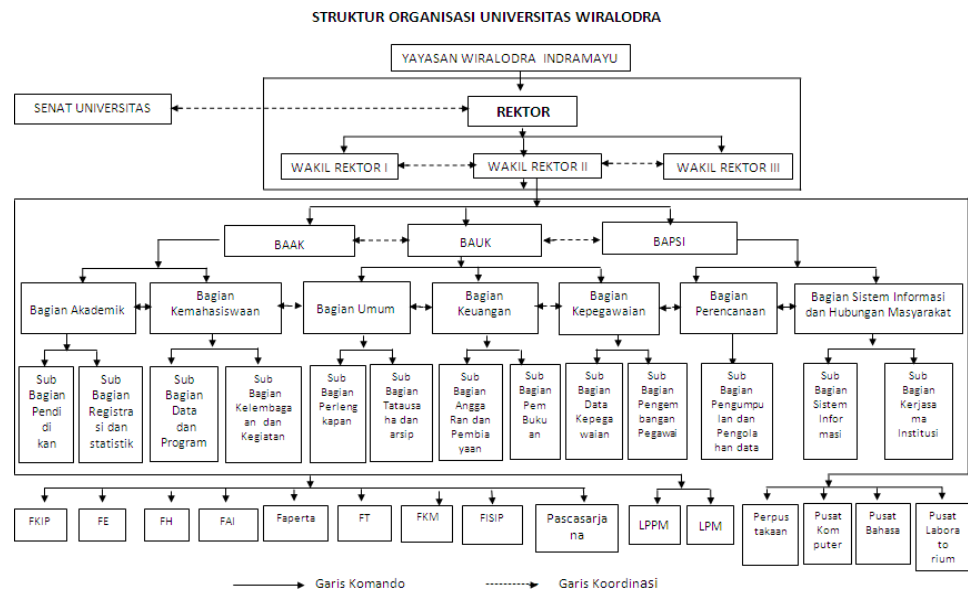 STRUKTUR ORGANISASI UNIVERSITAS WIRALODRA
YAYASAN WIRALODRA INDRAMAYU
SENAT UNIVERSITAS
REKTOR
WAKIL REKTOR I
WAKIL REKTOR II
WAKIL REKTOR III
BAAK
BAUK
BAPSI
Bagian Akademik
Bagian
Kemahasiswaan
Bagian Umum
Bagian
Keuangan
Bagian
Kepegawaian
Bagian
Perencanaan
Bagian Sistem Informasi
dan Hubungan Masyarakat
Sub
Bagian
Pendi
dikan
Sub
Bagian
Registra
si dan
statistik
Sub
Bagian
Data
dan
Program
Sub
Bagian
Kelembaga
an dan
Kegiatan
Sub
Bagian
Perleng
kapan
Sub
Bagian
Tatausa
ha dan
arsip
Sub
Bagian
Angga
Ran dan
Pembia
yaan
Sub
Bagian
Pem
Buku
an
Sub
Bagian
Data
Kepega
waian
Sub
Bagian
Pengem
bangan
Pegawai
Sub
Bagian
Pengumpu
lan dan
Pengola
han data
Sub
Bagian
Sistem
Infor
masi
Sub
Bagian
Kerjasa
ma
Institusi
FKIP
FE
FH
FAI
Faperta
FT
FKM
FISIP
Pascasarja
na
LPPM
LPM
Perpus
takaan
Pusat
Kom
puter
Pusat
Bahasa
Pusat
Labora
to
rium
Garis Komando
Garis Koordinasi